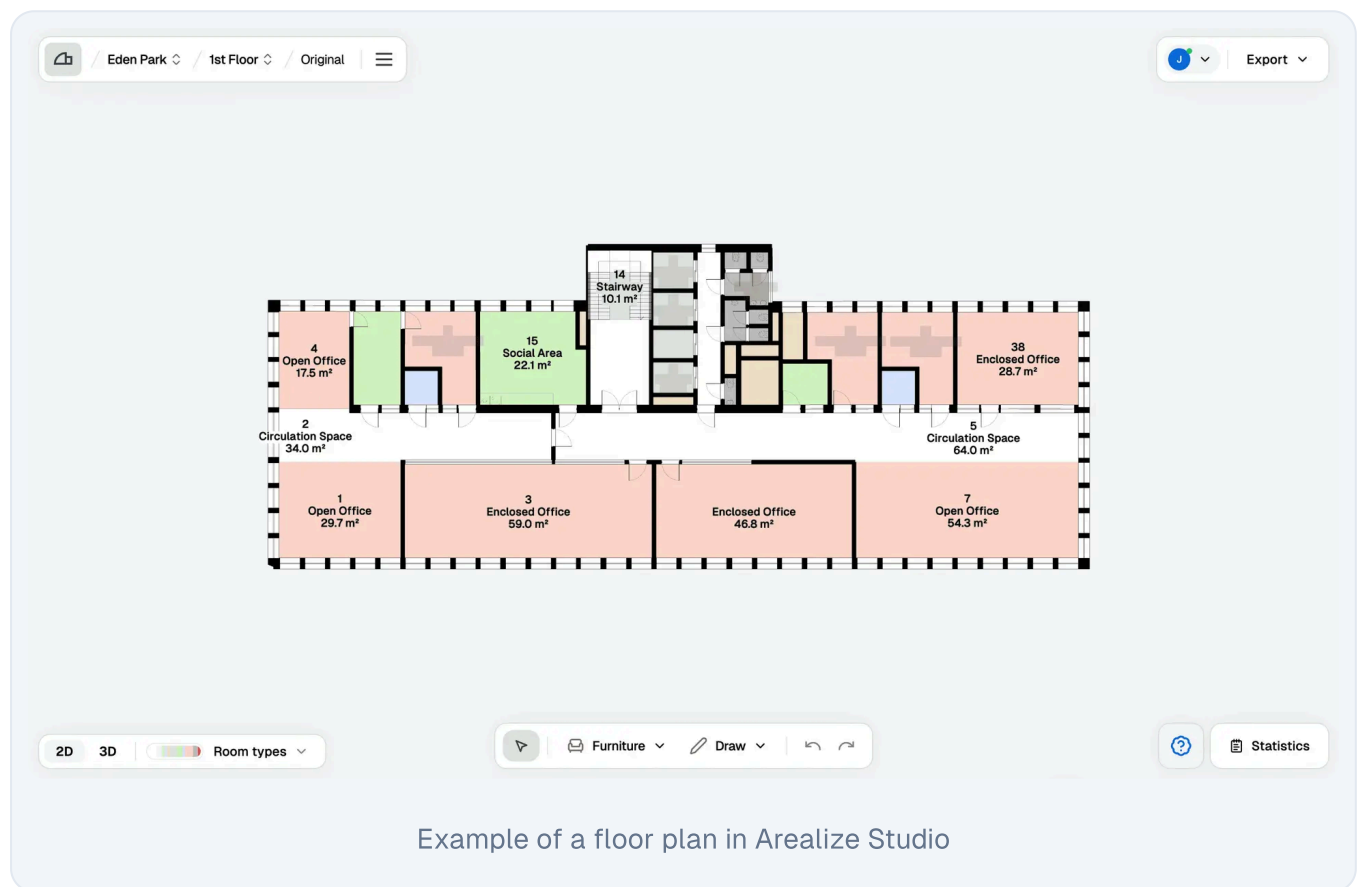 Eden Park
1st Floor
Original
J
Export
14
Stairway
10.1 m²
4
Open Office
17.5 m²
15
Social Area
22.1 m²
38
Enclosed Office
28.7 m²
2
Circulation Space
34.0 m²
5
Circulation Space
64.0 m²
1
Open Office
29.7 m²
3
Enclosed Office
59.0 m²
Enclosed Office
46.8 m²
7
Open Office
54.3 m²
2D
3D
Room types
Furniture
Draw
?
Statistics
Example of a floor plan in Arealize Studio